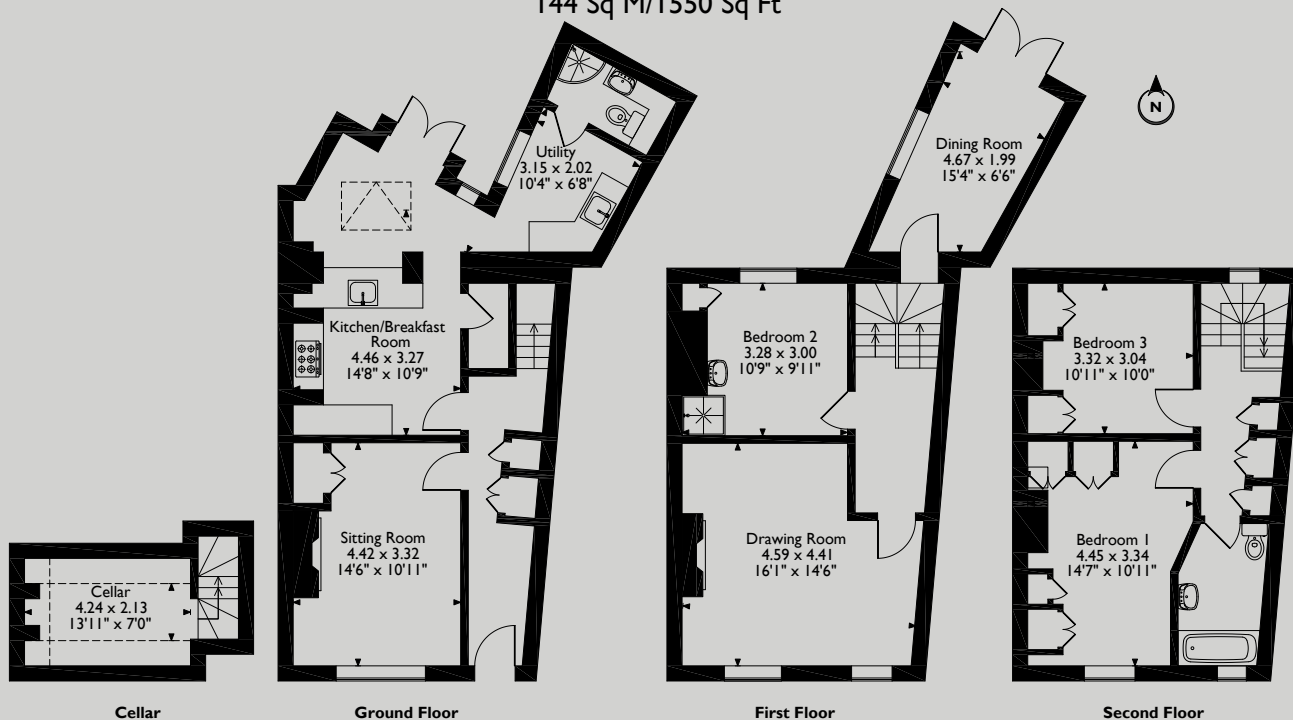 144 Sq M/1550 Sq Ft
N
Utility
3.15 x 2.02
10'4" x 6'8"
Dining Room
4.67 x 1.99
15'4" x 6'6"
Kitchen/Breakfast
Room
4.46 x 3.27
14'8" x 10'9"
Bedroom 2
3.28 x 3.00
10'9" x 9'11"
Bedroom 3
3.32 x 3.04
10'11" x 10'0"
Sitting Room
4.42 x 3.32
14'6" x 10'11"
Drawing Room
4.59 x 4.41
16'1" x 14'6"
Bedroom 1
4.45 x 3.34
14'7" x 10'11"
Cellar
4.24 x 2.13
13'11" x 7'0"
Cellar
Ground Floor
First Floor
Second Floor